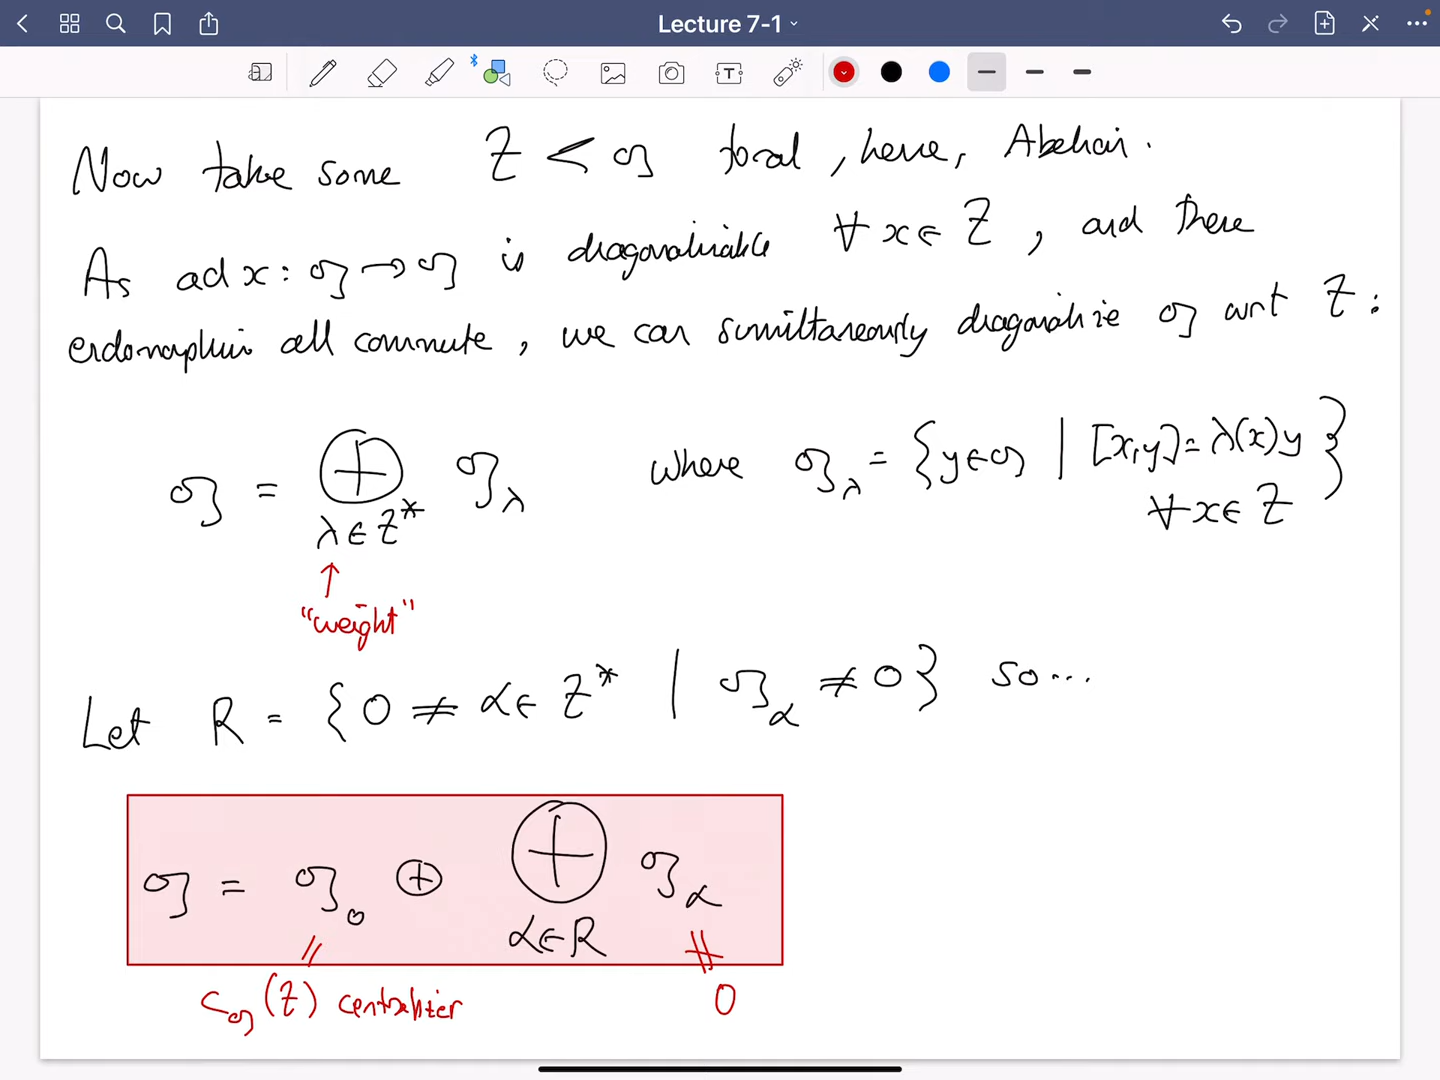 Lecture 7-1
Now take some Z < 𝔤 toral, hence, Abelian.
As ad x: 𝔤 → 𝔤 is diagonalizable ∀ x ∈ Z, and there
endomorphisms all commute, we can simultaneously diagonalize 𝔤 wrt Z:
𝔤 = ⊕ 𝔤_λ where 𝔤_λ = {y ∈ 𝔤 | [x,y] = λ(x)y
λ ∈ Z* ∀ x ∈ Z}
↑
"weight"
Let R = {0 ≠ α ∈ Z* | 𝔤_α ≠ 0} so...
𝔤 = 𝔤_0 ⊕ ⊕ 𝔤_α
α ∈ R
= ≠
C_𝔤(Z) centralizer 0